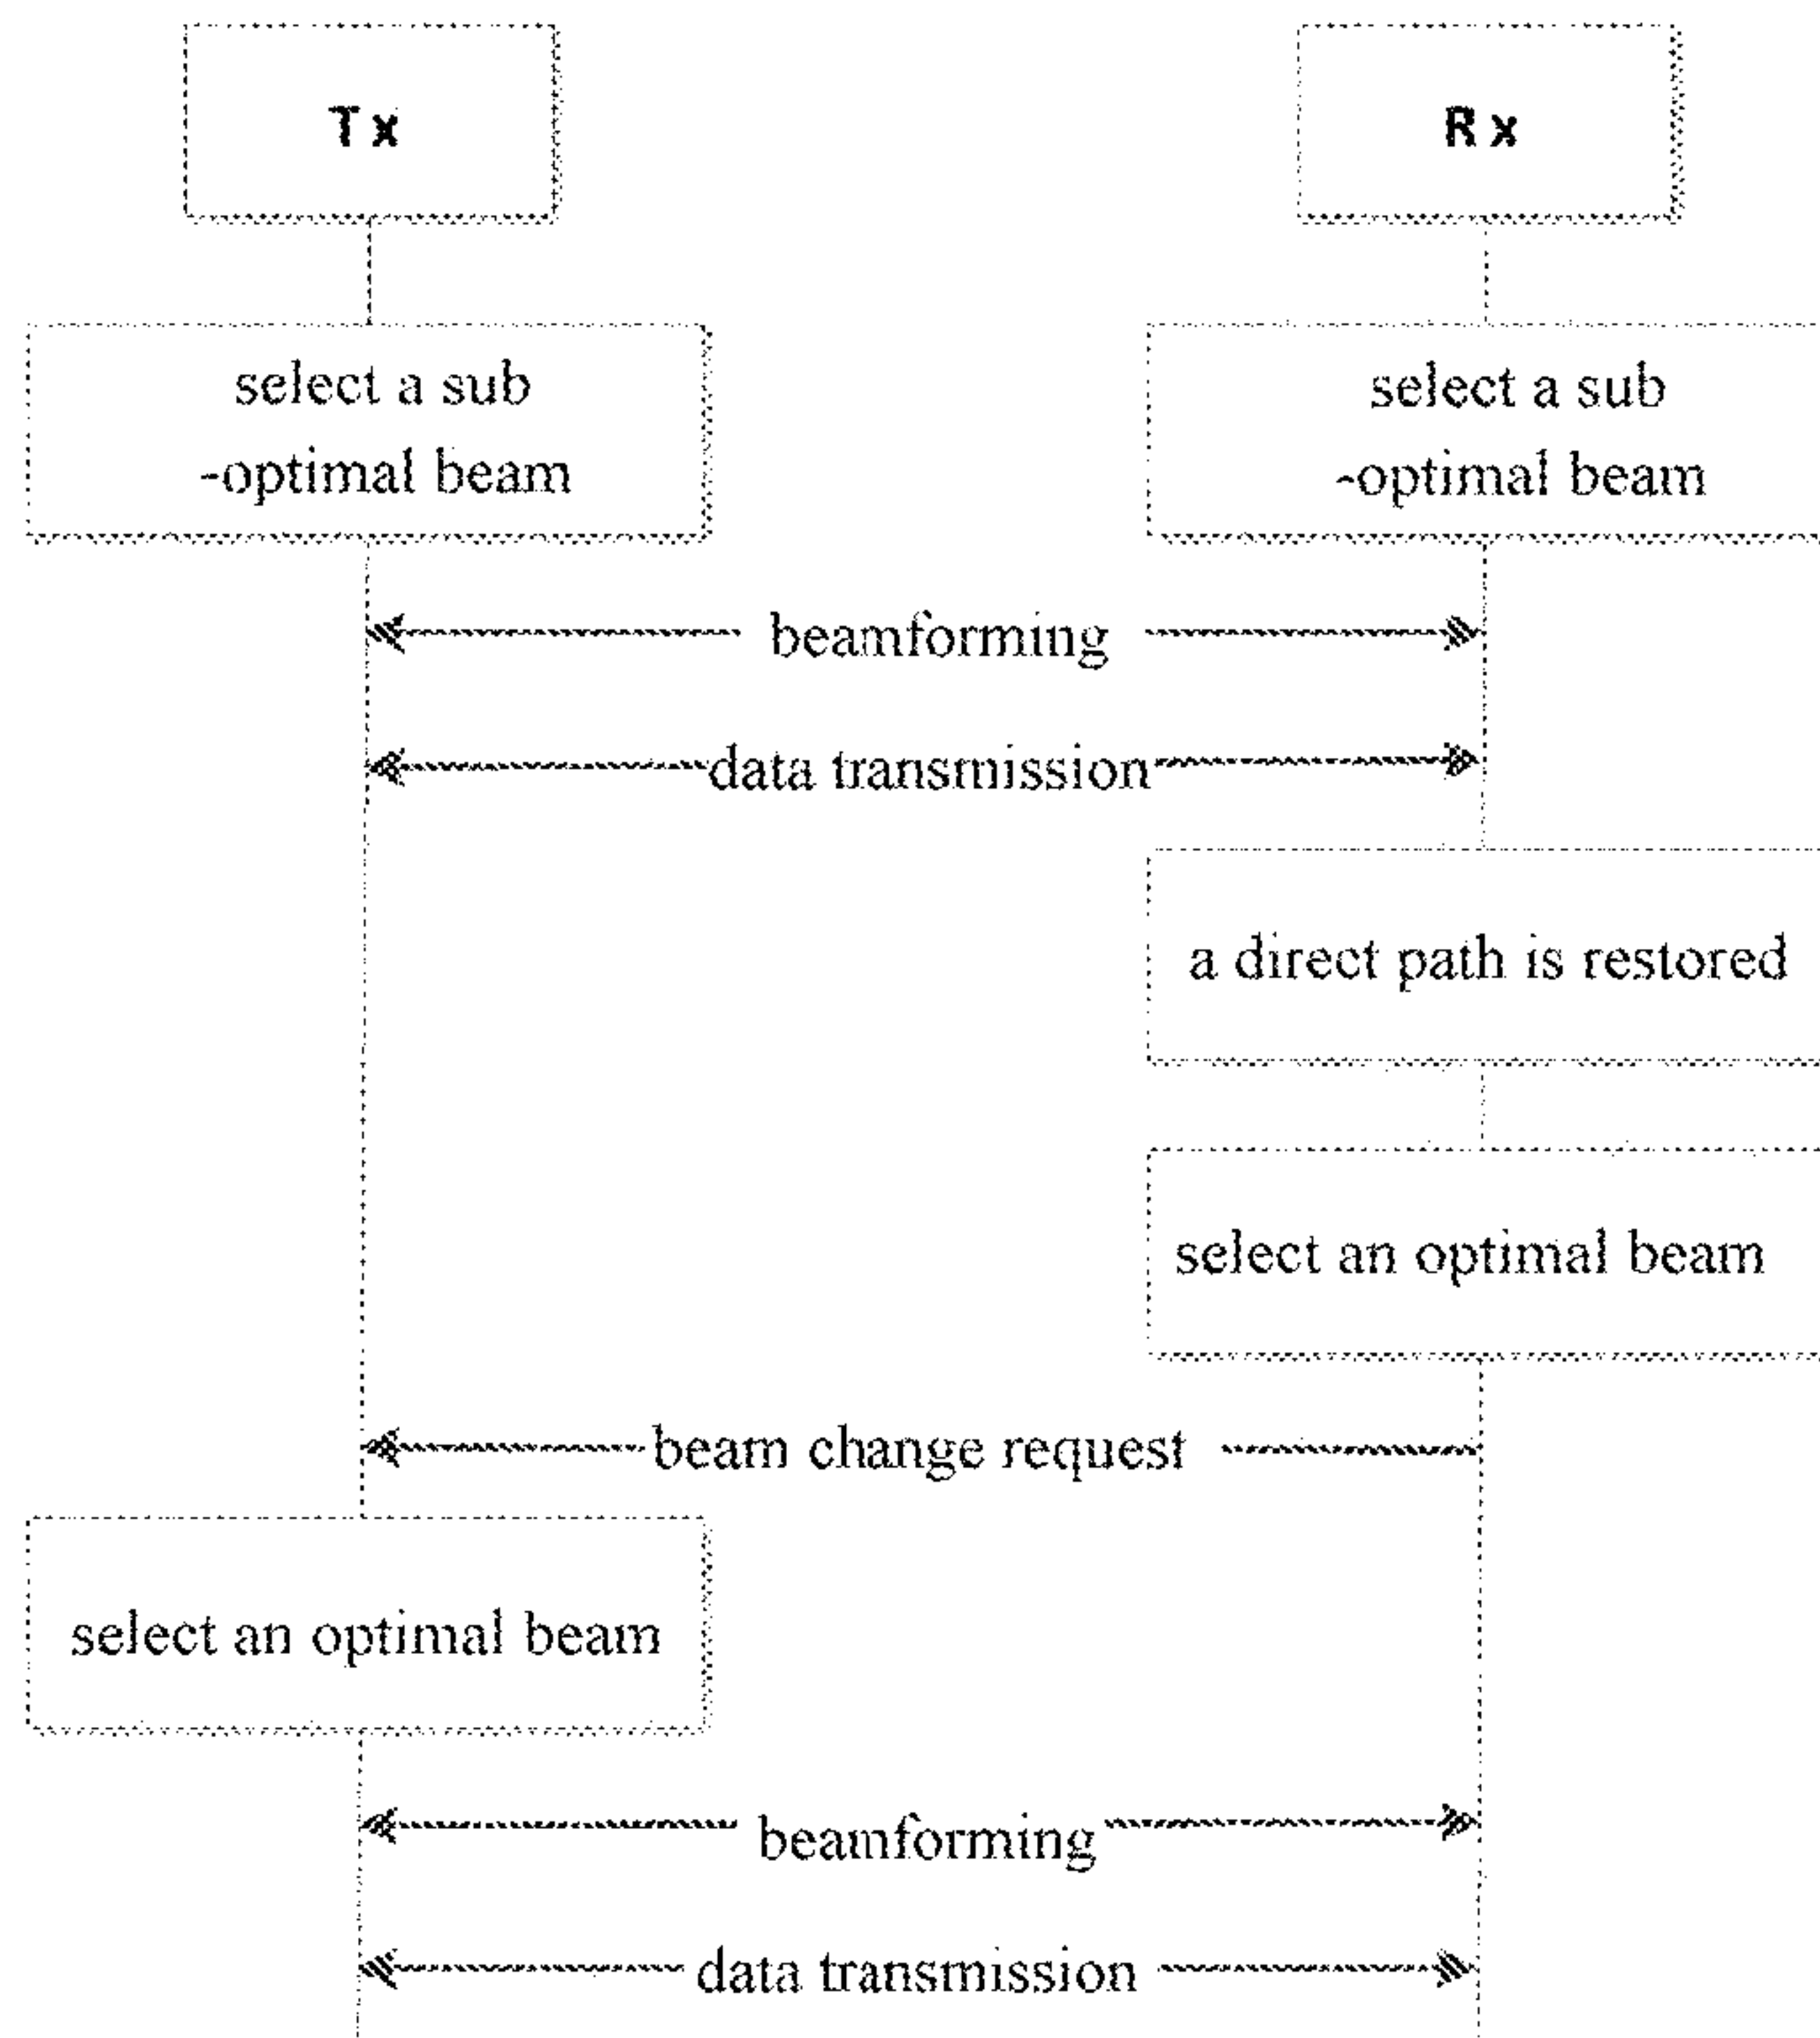 Tx
Rx
select a sub
-optimal beam
select a sub
-optimal beam
beamforming
data transmission
a direct path is restored
select an optimal beam
beam change request
select an optimal beam
beamforming
data transmission